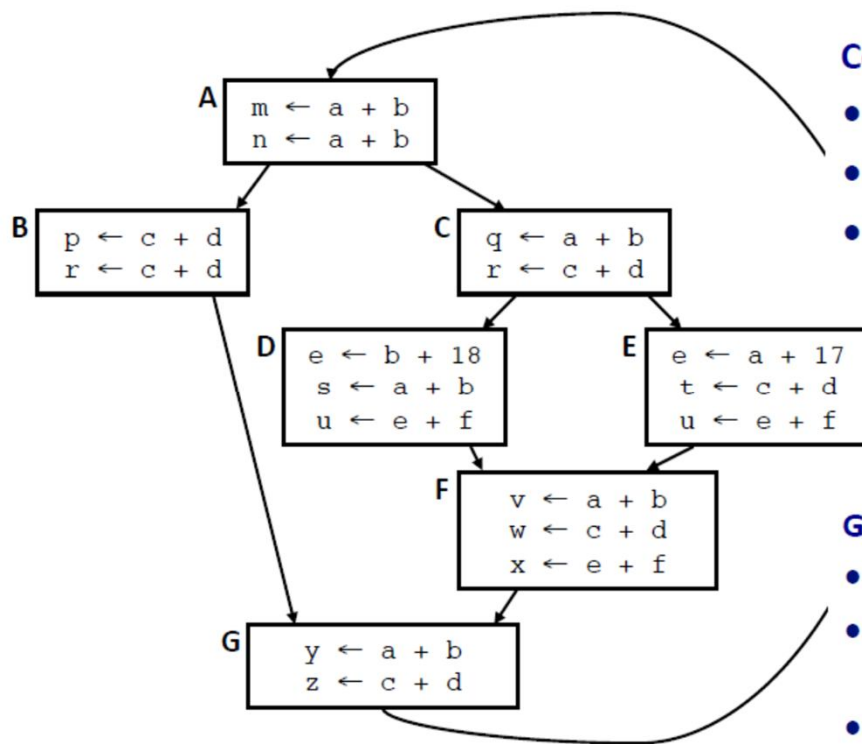 A
m ← a + b
n ← a + b
B
p ← c + d
r ← c + d
C
q ← a + b
r ← c + d
D
e ← b + 18
s ← a + b
u ← e + f
E
e ← a + 17
t ← c + d
u ← e + f
F
v ← a + b
w ← c + d
x ← e + f
G
y ← a + b
z ← c + d
C
•
•
•
G
•
•
•